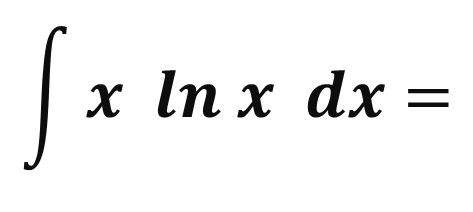 ∫ x ln x dx =